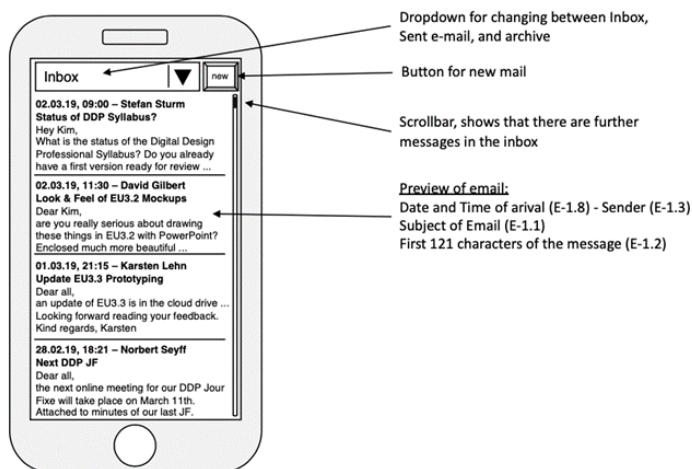 Dropdown for changing between Inbox,
Sent e-mail, and archive
Inbox
new
Button for new mail
02.03.19, 09:00 – Stefan Sturm
Status of DDP Syllabus?
Hey Kim,
What is the status of the Digital Design
Professional Syllabus? Do you already
have a first version ready for review ...
Scrollbar, shows that there are further
messages in the inbox
02.03.19, 11:30 – David Gilbert
Look & Feel of EU3.2 Mockups
Dear Kim,
are you really serious about drawing
these things in EU3.2 with PowerPoint?
Enclosed much more beautiful ...
Preview of email:
Date and Time of arival (E-1.8) - Sender (E-1.3)
Subject of Email (E-1.1)
First 121 characters of the message (E-1.2)
01.03.19, 21:15 – Karsten Lehn
Update EU3.3 Prototyping
Dear all,
an update of EU3.3 is in the cloud drive ...
Looking forward reading your feedback.
Kind regards, Karsten
28.02.19, 18:21 – Norbert Seyff
Next DDP JF
Dear all,
the next online meeting for our DDP Jour
Fixe will take place on March 11th.
Attached to minutes of our last JF.